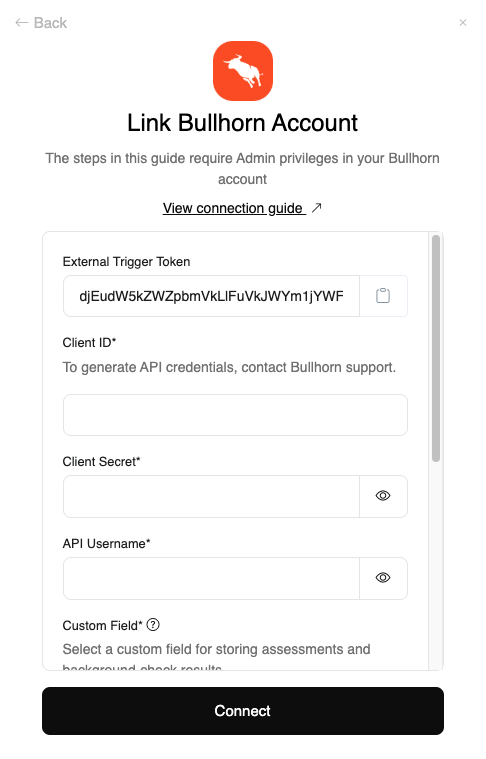 ← Back
×
Link Bullhorn Account
The steps in this guide require Admin privileges in your Bullhorn
account
View connection guide ↗
External Trigger Token
djEudW5kZWZpbmVkLlFuVkJWYm1jYWF
Client ID*
To generate API credentials, contact Bullhorn support.
Client Secret*
API Username*
Custom Field* ?
Select a custom field for storing assessments and
background check results
Connect